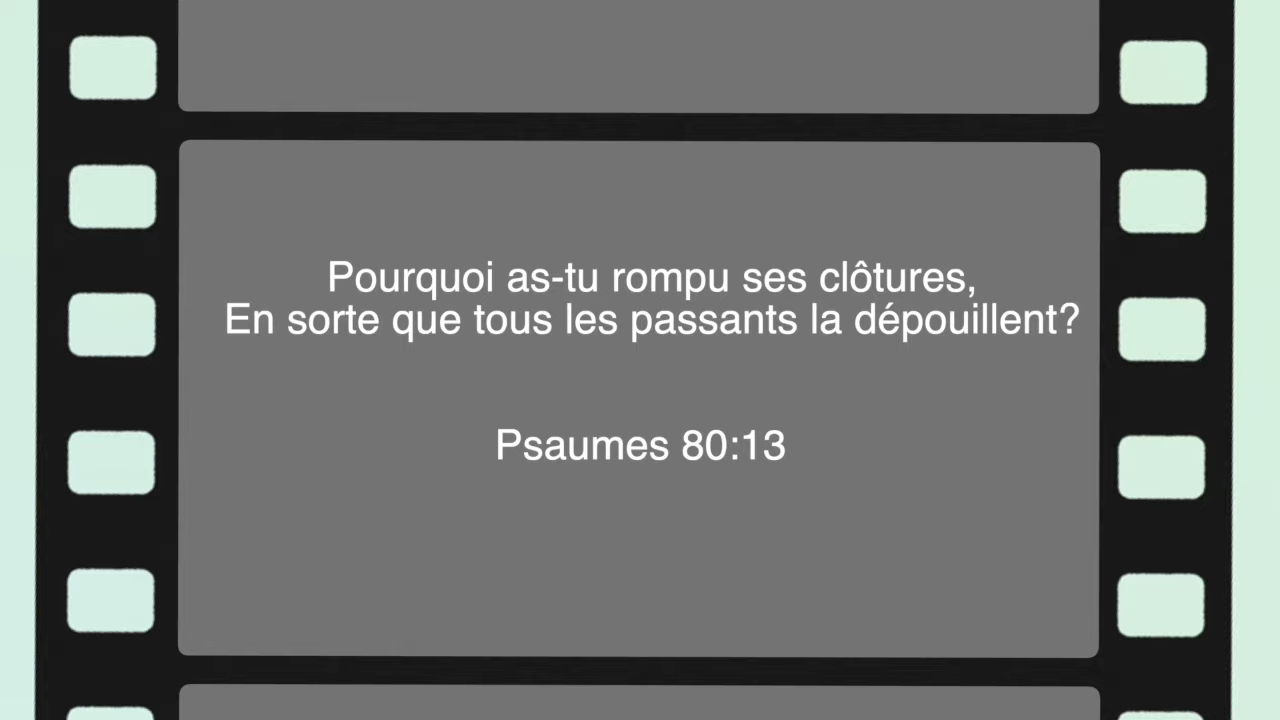 Pourquoi as-tu rompu ses clôtures,
En sorte que tous les passants la dépouillent?
Psaumes 80:13